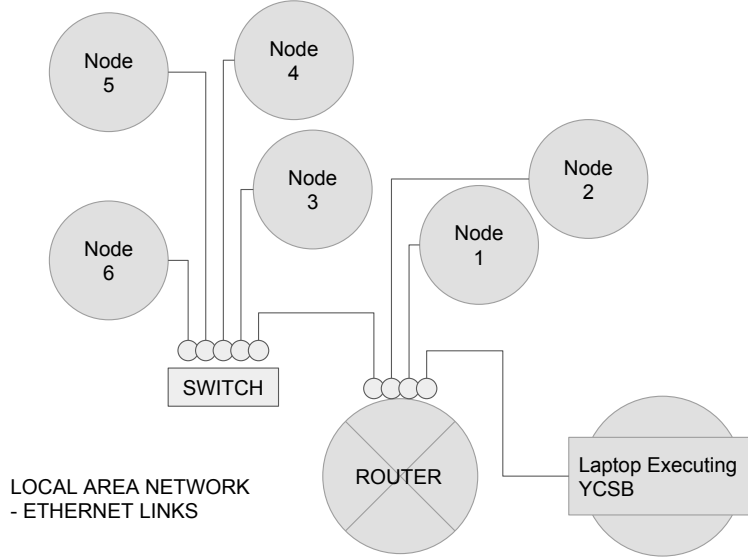 Node
5
Node
4
Node
3
Node
2
Node
1
Node
6
SWITCH
ROUTER
Laptop Executing
YCSB
LOCAL AREA NETWORK
- ETHERNET LINKS